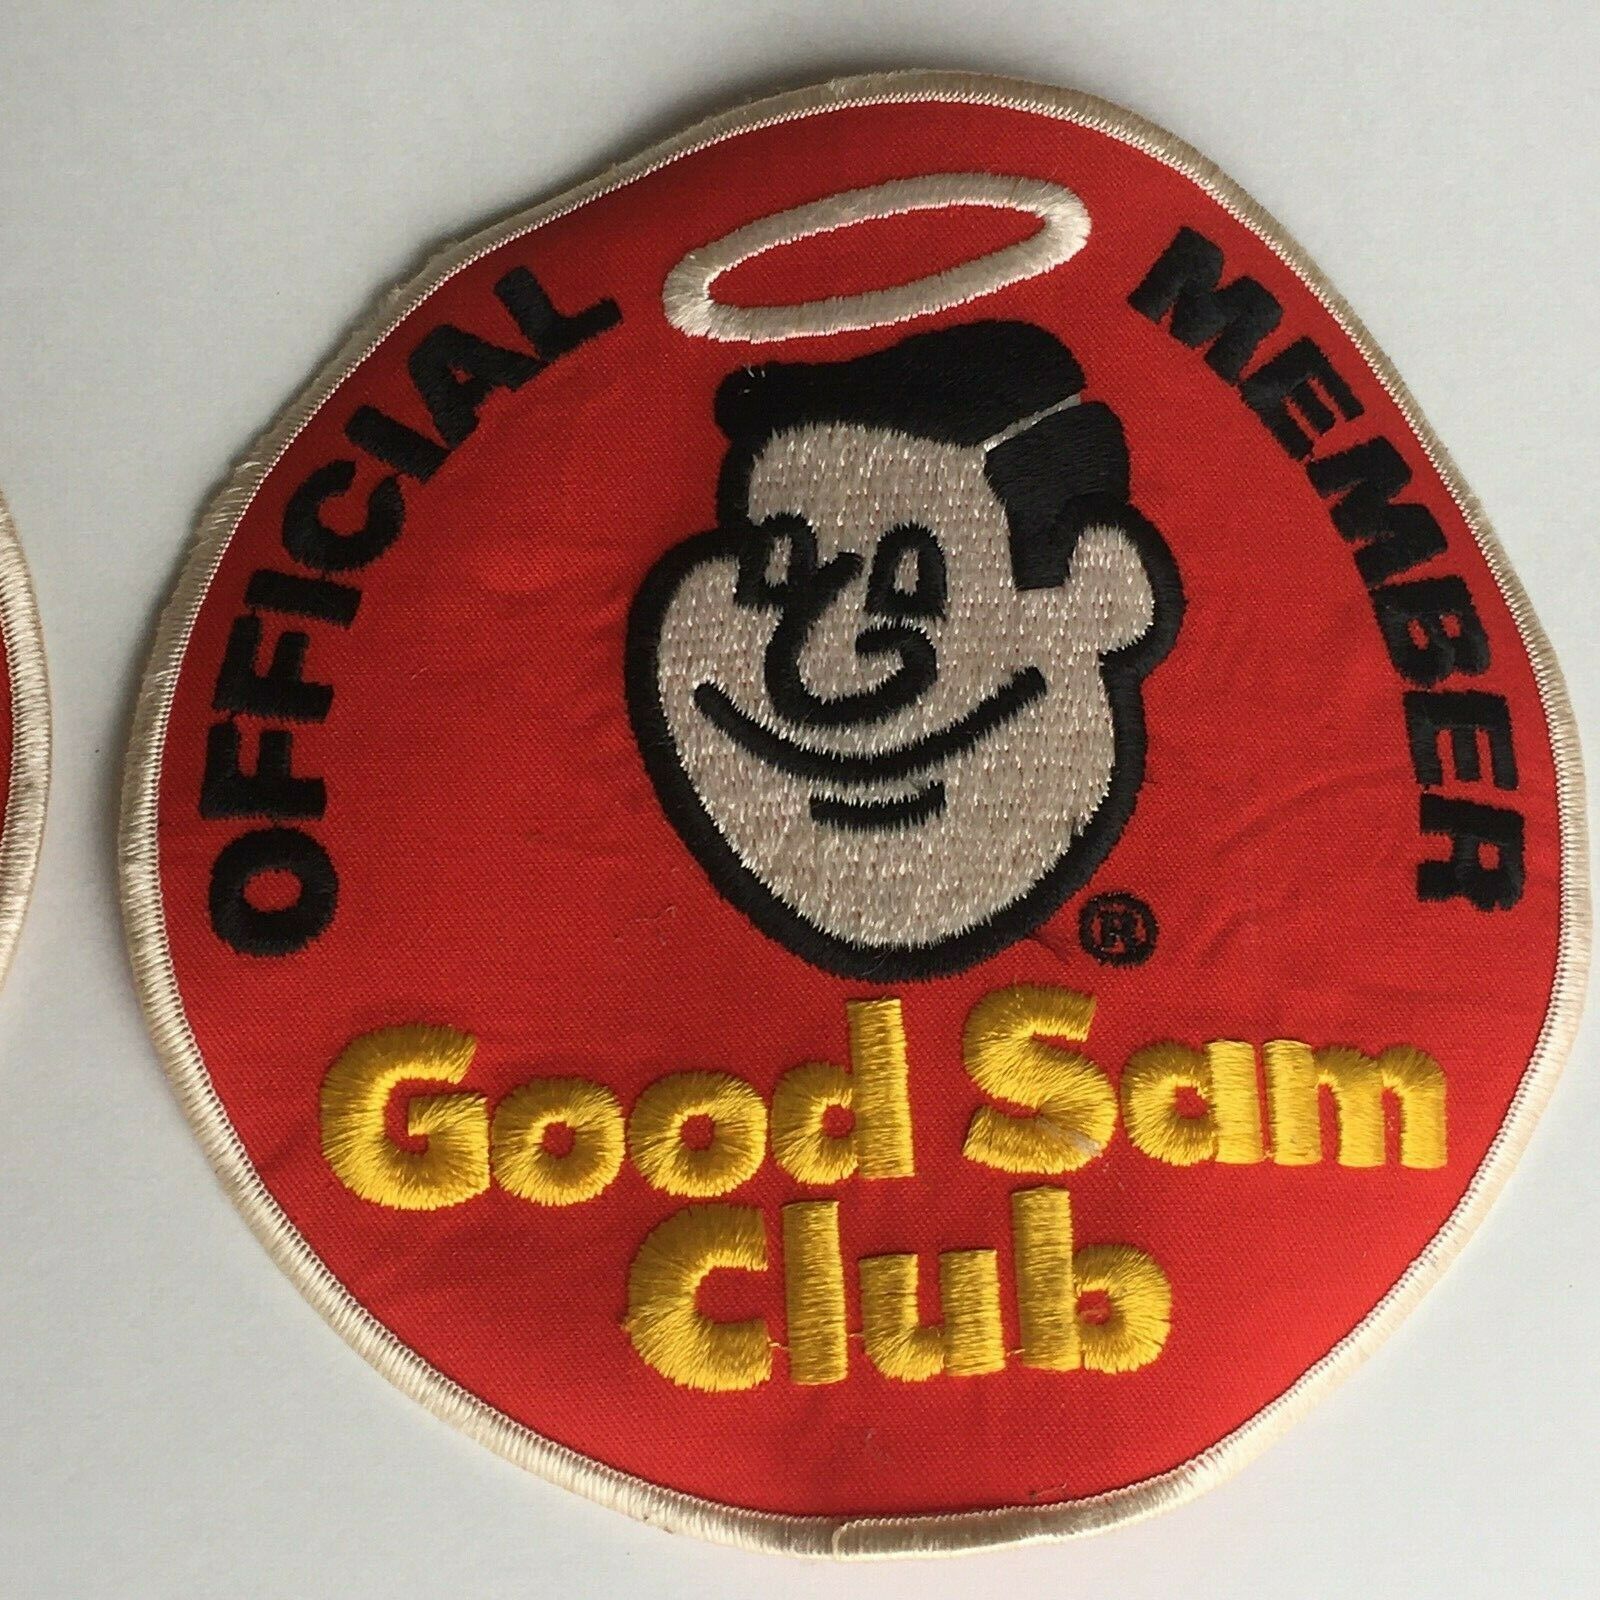 OFFICIAL MEMBER
®
Good Sam
Club